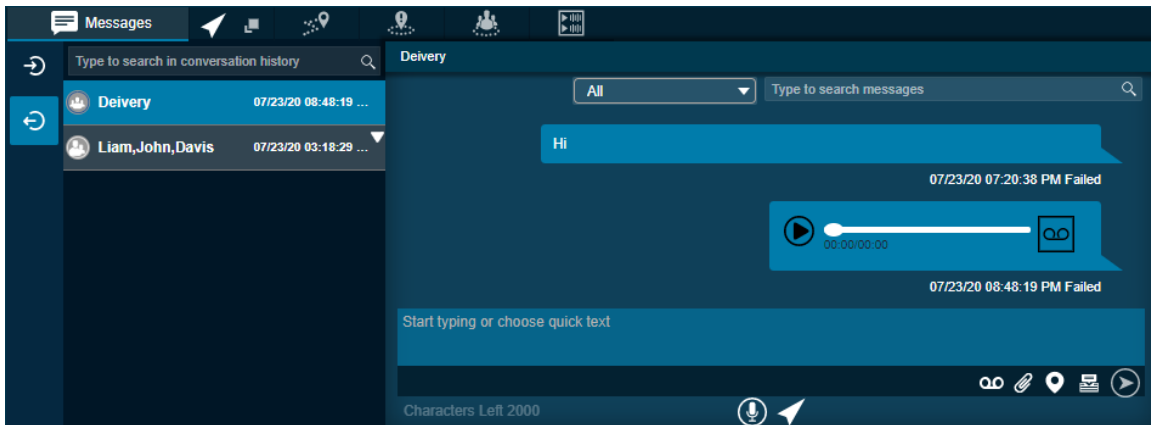 Messages
Type to search in conversation history
Deivery 07/23/20 08:48:19 ...
Liam,John,Davis 07/23/20 03:18:29 ...
Deivery
All
Type to search messages
Hi
07/23/20 07:20:38 PM Failed
00:00/00:00
07/23/20 08:48:19 PM Failed
Start typing or choose quick text
Characters Left 2000